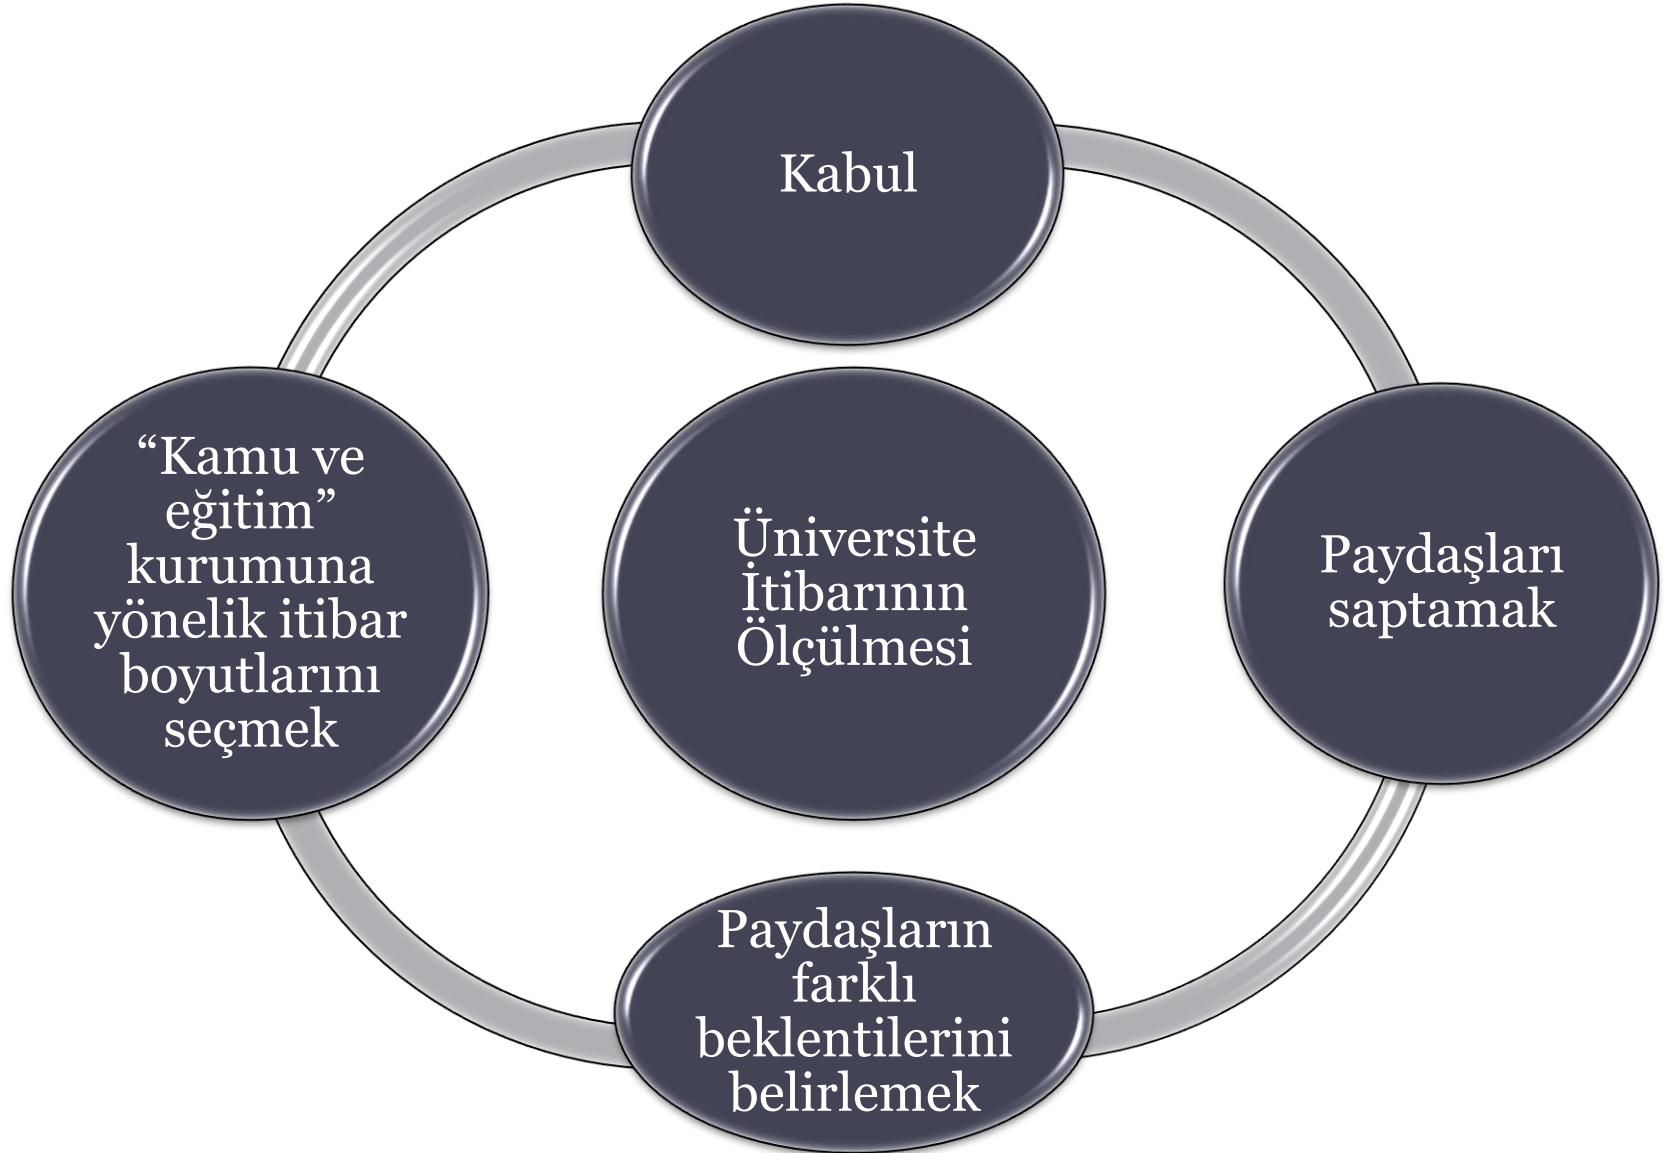 Kabul
“Kamu ve
eğitim”
kurumuna
yönelik itibar
boyutlarını
seçmek
Üniversite
İtibarının
Ölçülmesi
Paydaşları
saptamak
Paydaşların
farklı
beklentilerini
belirlemek